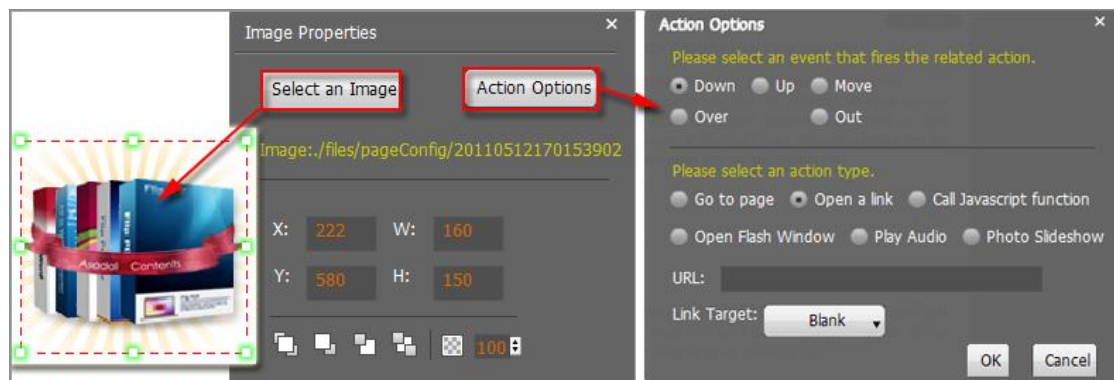 Image Properties
×
Select an Image
Action Options
Image:./files/pageConfig/20110512170153902
X: 222 W: 160
Y: 580 H: 150
100
Asadal Contents
Action Options
×
Please select an event that fires the related action.
Down Up Move
Over Out
Please select an action type.
Go to page Open a link Call Javascript function
Open Flash Window Play Audio Photo Slideshow
URL:
Link Target: Blank
OK Cancel